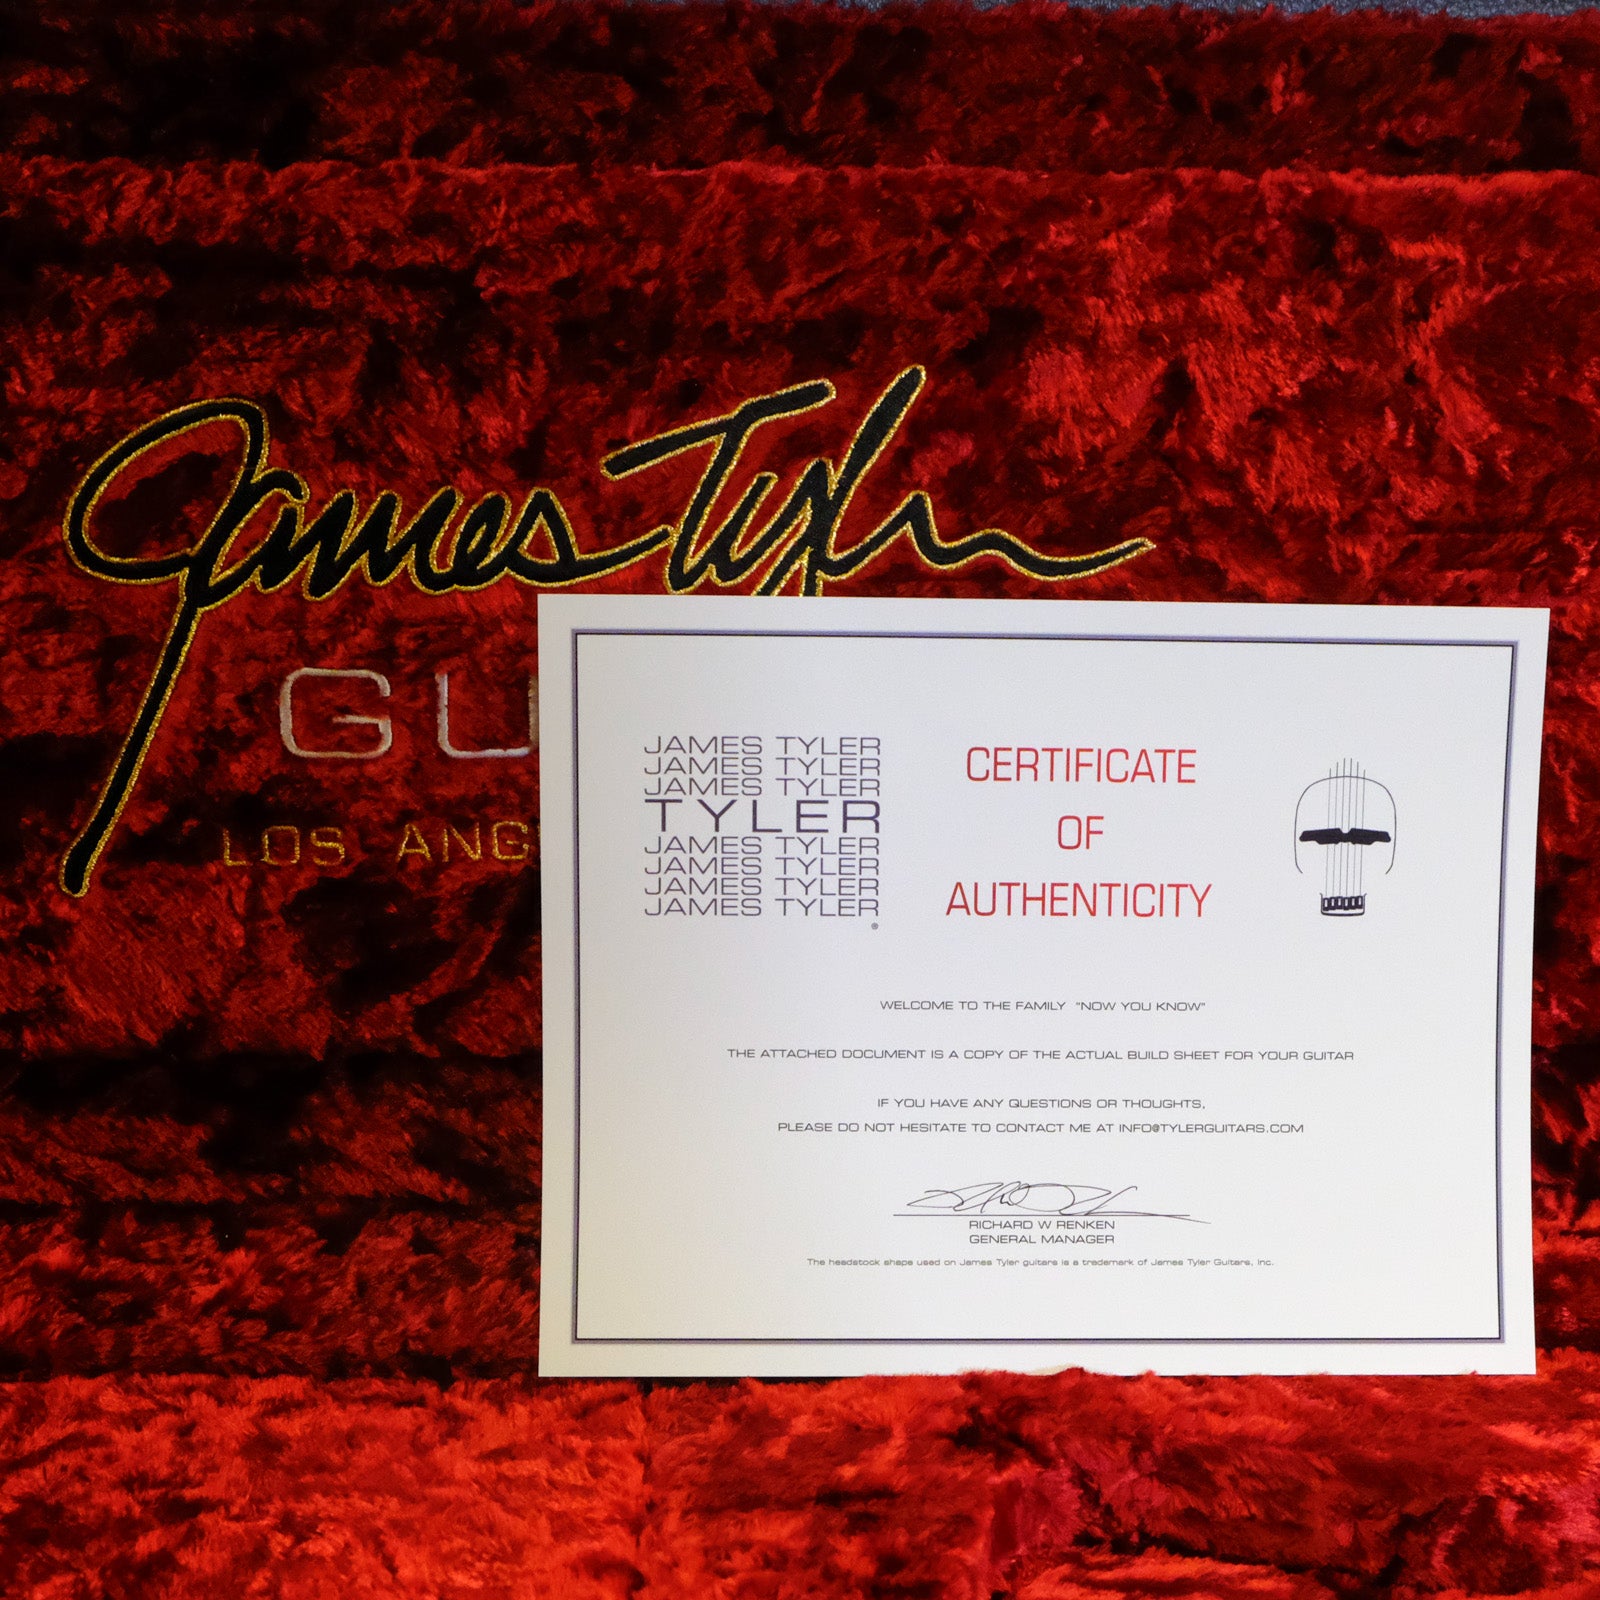 James Tyler
GU
LOS ANG
JAMES TYLER
JAMES TYLER
JAMES TYLER
TYLER
JAMES TYLER
JAMES TYLER
JAMES TYLER
JAMES TYLER
®
CERTIFICATE
OF
AUTHENTICITY
WELCOME TO THE FAMILY "NOW YOU KNOW"
THE ATTACHED DOCUMENT IS A COPY OF THE ACTUAL BUILD SHEET FOR YOUR GUITAR
IF YOU HAVE ANY QUESTIONS OR THOUGHTS,
PLEASE DO NOT HESITATE TO CONTACT ME AT INFO@TYLERGUITARS.COM
RICHARD W RENKEN
GENERAL MANAGER
The headstock shape used on James Tyler guitars is a trademark of James Tyler Guitars, Inc.